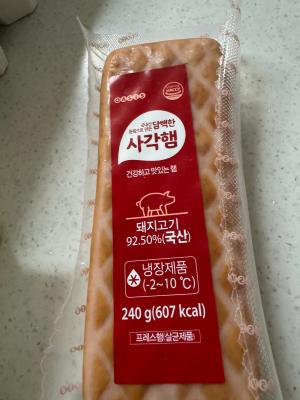 OASIS
HACCP
담백한
사각햄
건강하고 맛있는 햄
돼지고기
92.50%(국산)
냉장제품
(-2~10 ℃)
240 g(607 kcal)
프레스햄(살균제품)